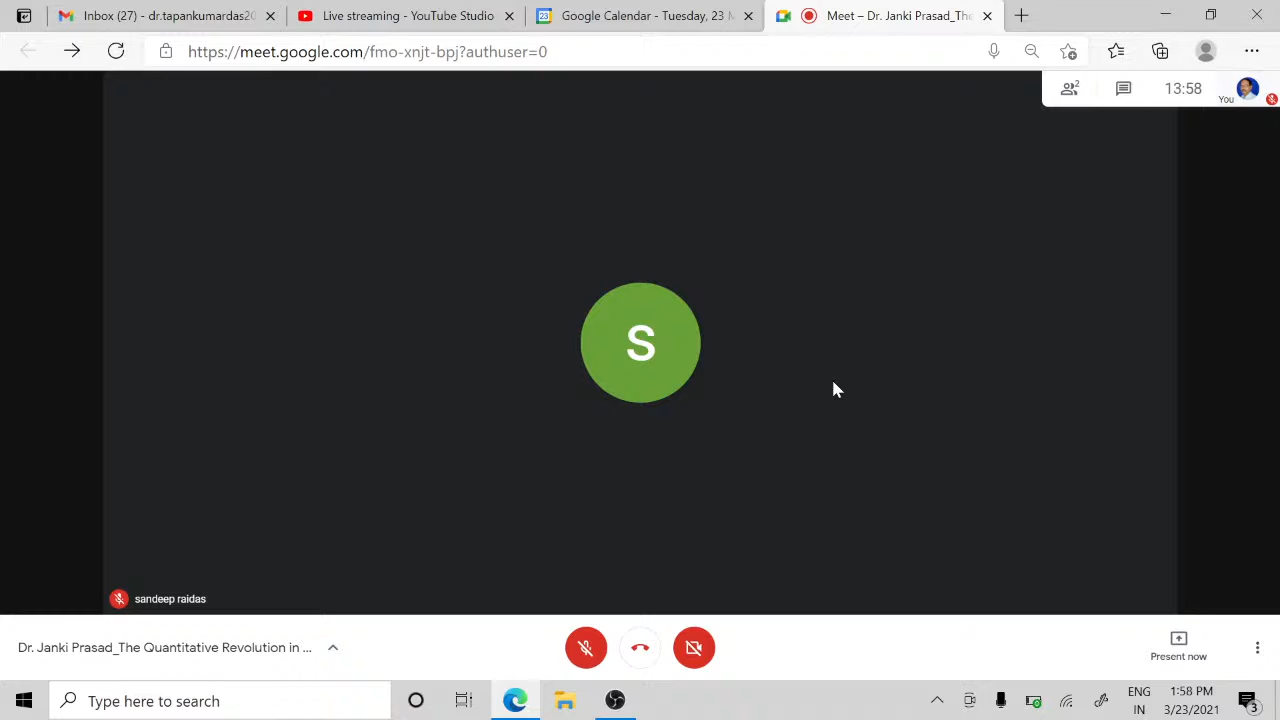 Inbox (27) - dr.tapankumardas20
Live streaming - YouTube Studio
Google Calendar - Tuesday, 23 M
Meet – Dr. Janki Prasad_The
https://meet.google.com/fmo-xnjt-bpj?authuser=0
2
13:58
You
S
sandeep raidas
Dr. Janki Prasad_The Quantitative Revolution in ...
Present now
Type here to search
ENG
IN
1:58 PM
3/23/2021
3